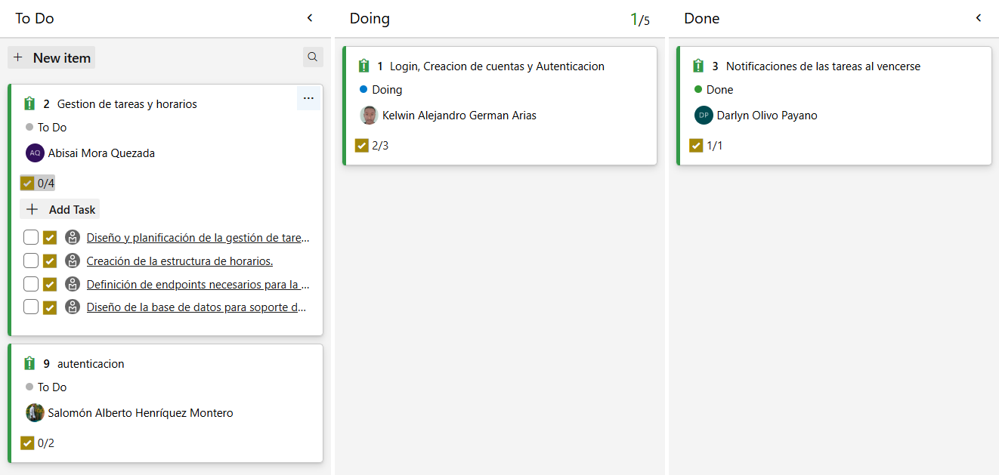 To Do
New item
2 Gestion de tareas y horarios
To Do
AQ Abisai Mora Quezada
0/4
Add Task
Diseño y planificación de la gestión de tare...
Creación de la estructura de horarios.
Definición de endpoints necesarios para la ...
Diseño de la base de datos para soporte d...
9 autenticacion
To Do
Salomón Alberto Henríquez Montero
0/2
Doing 1/5
1 Login, Creacion de cuentas y Autenticacion
Doing
Kelwin Alejandro German Arias
2/3
Done
3 Notificaciones de las tareas al vencerse
Done
DP Darlyn Olivo Payano
1/1